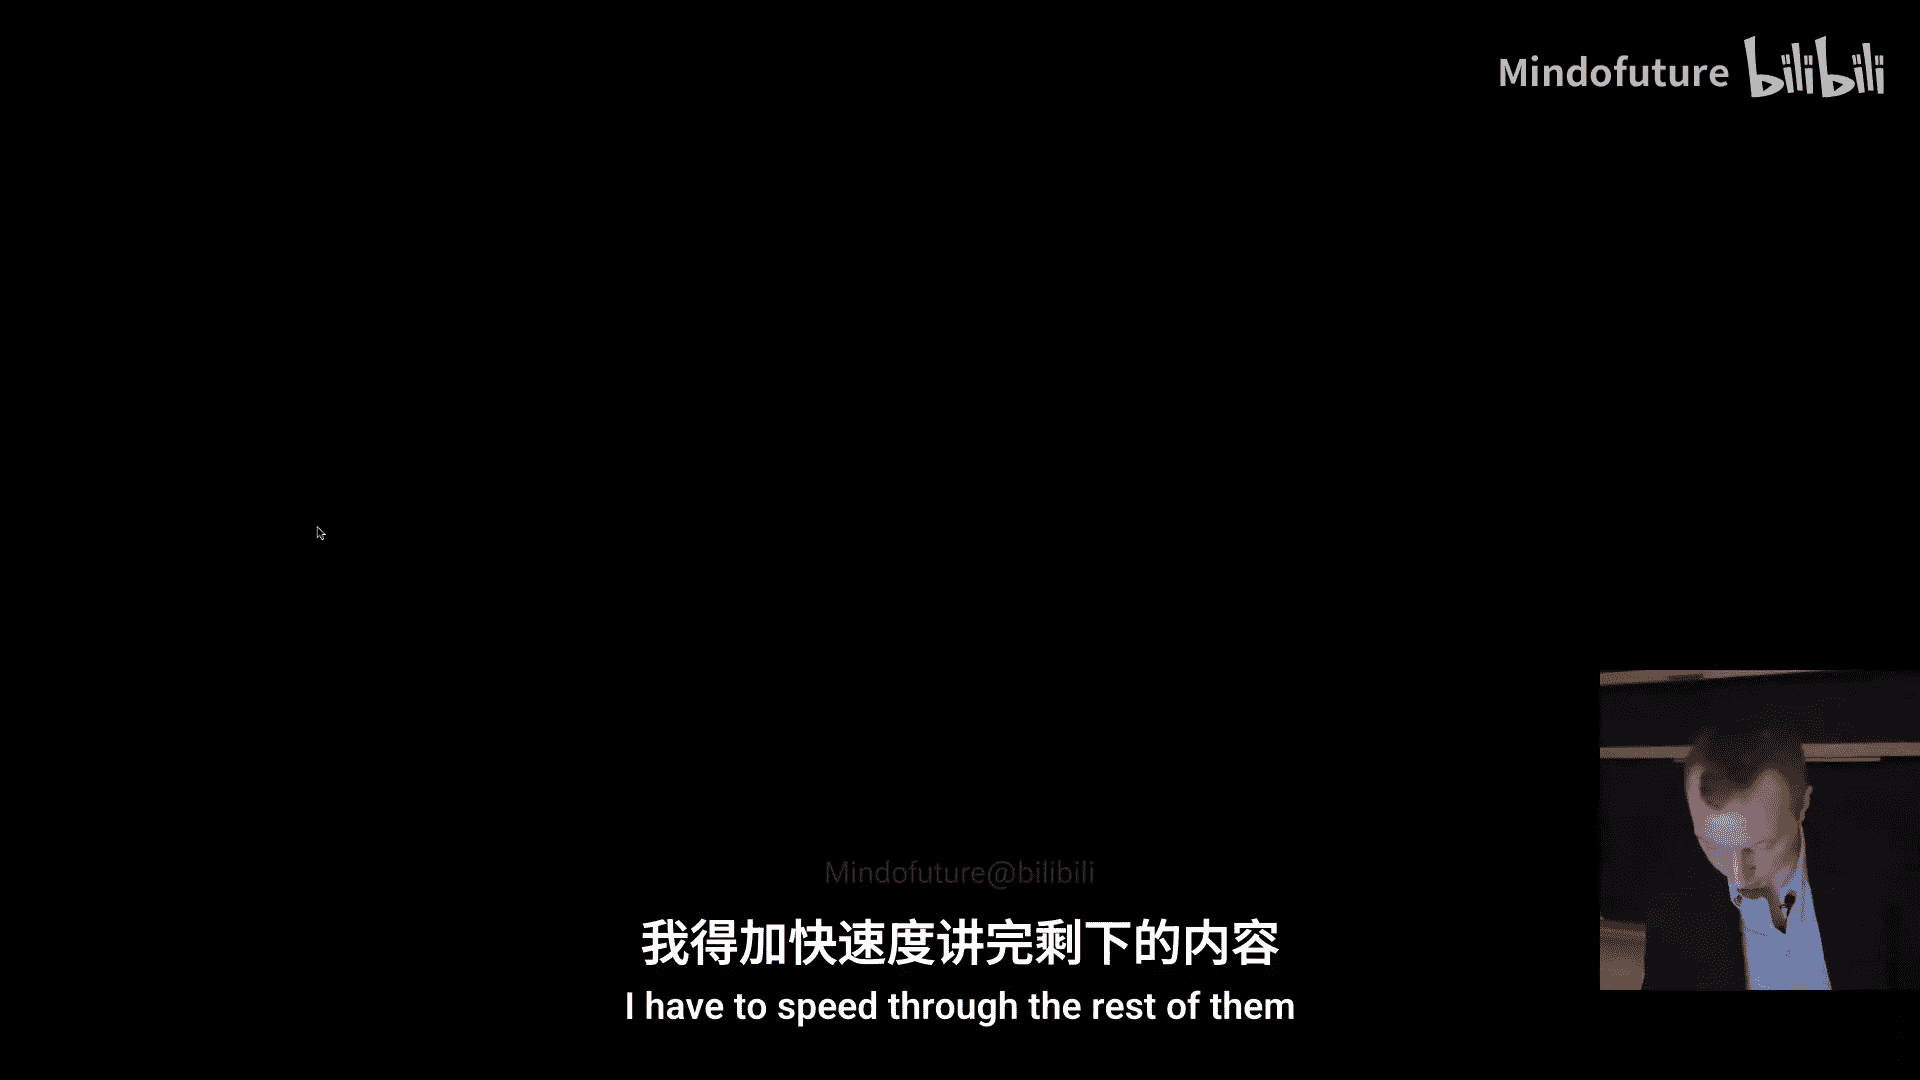 Mindofuture bilibili
Mindofuture@bilibili
我得加快速度讲完剩下的内容
I have to speed through the rest of them